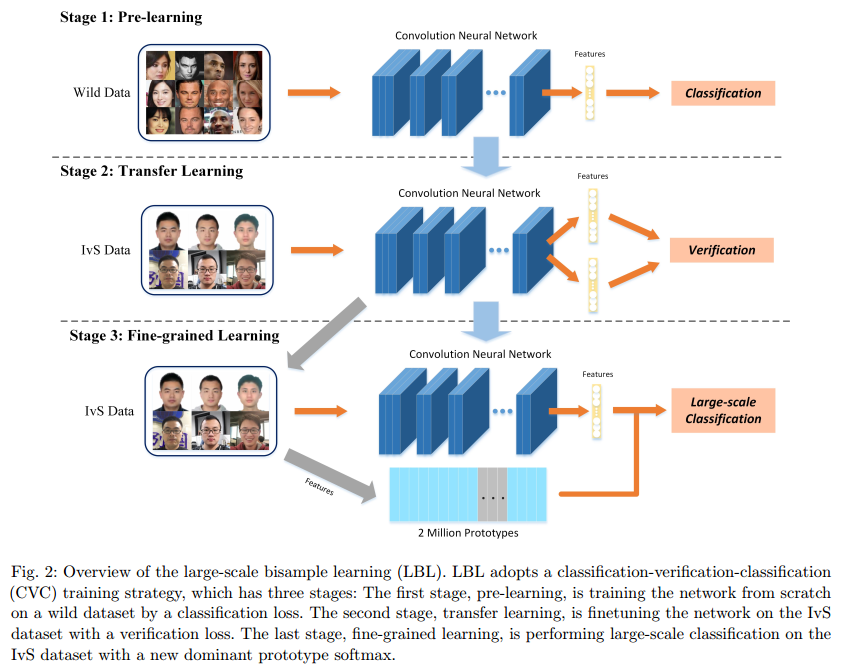 Stage 1: Pre-learning
Convolution Neural Network
Features
Wild Data
Classification
Stage 2: Transfer Learning
Features
Convolution Neural Network
IvS Data
Verification
Stage 3: Fine-grained Learning
Convolution Neural Network
Features
IvS Data
Large-scale
Classification
Features
...
2 Million Prototypes
Fig. 2: Overview of the large-scale bisample learning (LBL). LBL adopts a classification-verification-classification
(CVC) training strategy, which has three stages: The first stage, pre-learning, is training the network from scratch
on a wild dataset by a classification loss. The second stage, transfer learning, is finetuning the network on the IvS
dataset with a verification loss. The last stage, fine-grained learning, is performing large-scale classification on the
IvS dataset with a new dominant prototype softmax.